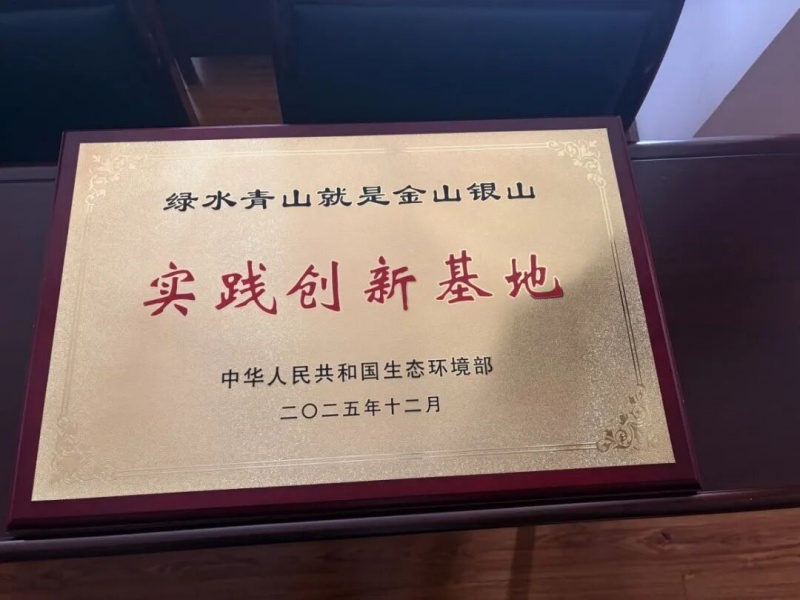 绿水青山就是金山银山
实践创新基地
中华人民共和国生态环境部
二〇二五年十二月